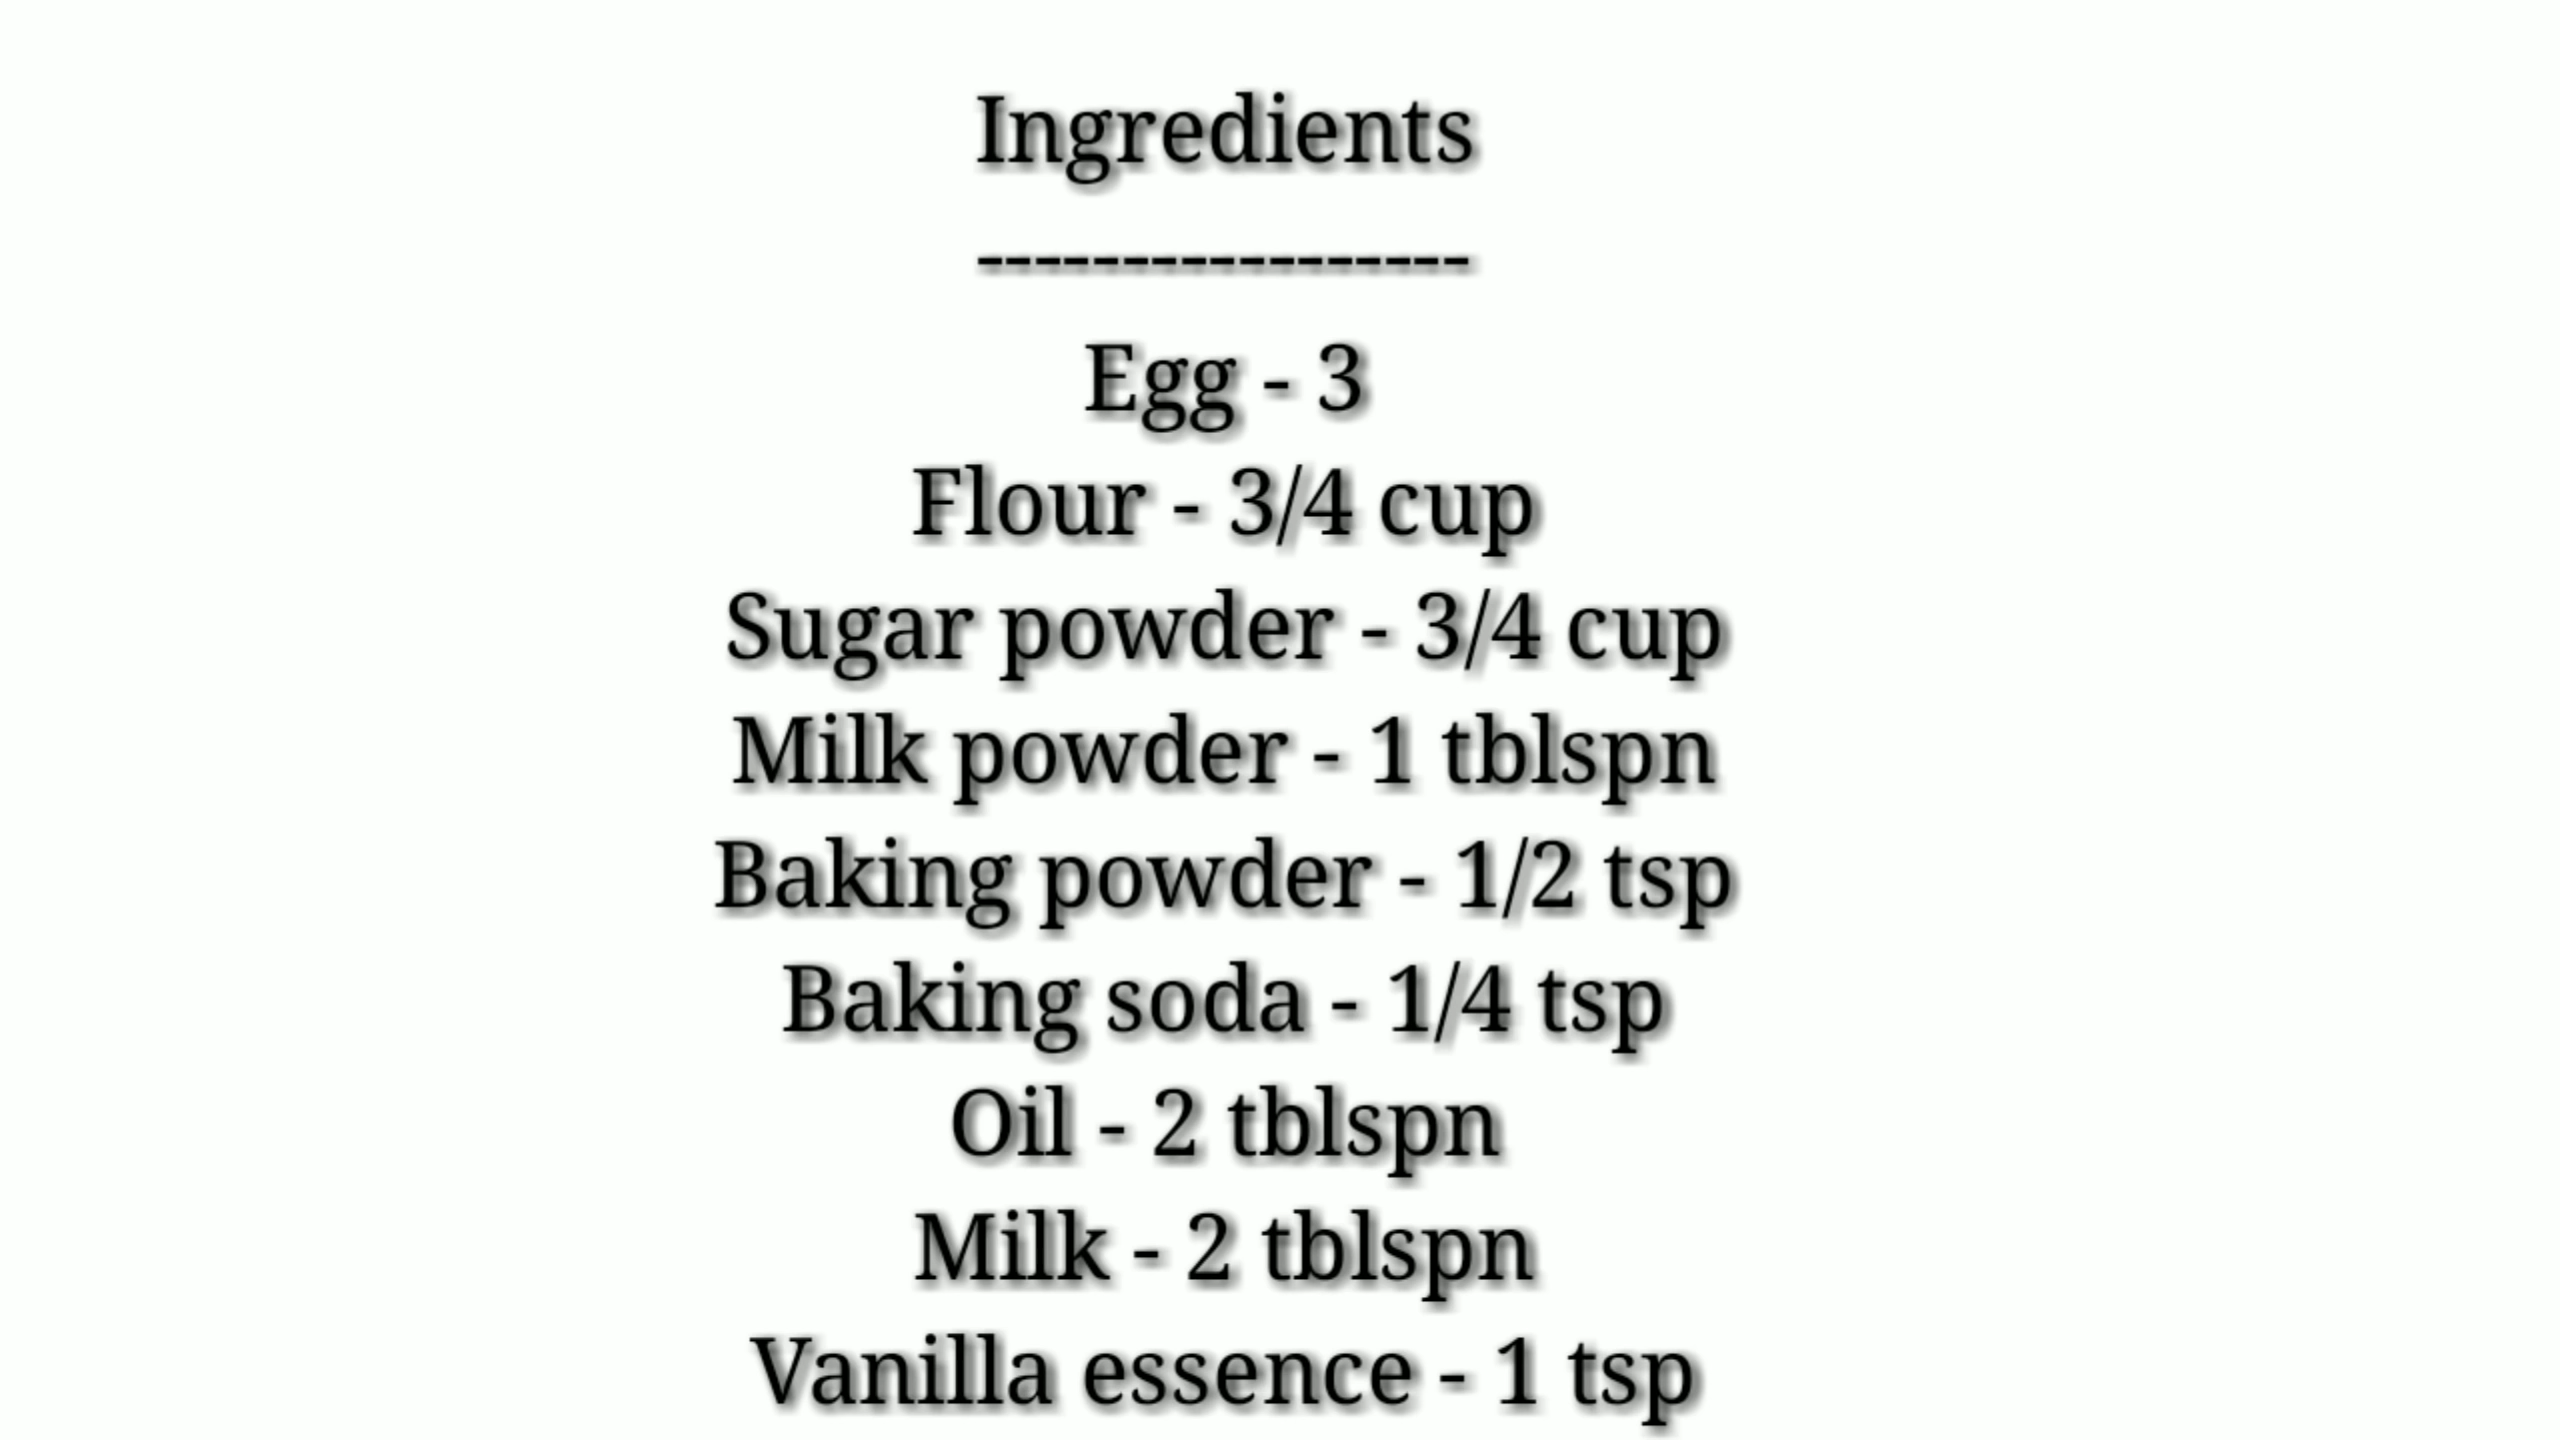 Ingredients
-----------------
Egg - 3
Flour - 3/4 cup
Sugar powder - 3/4 cup
Milk powder - 1 tblspn
Baking powder - 1/2 tsp
Baking soda - 1/4 tsp
Oil - 2 tblspn
Milk - 2 tblspn
Vanilla essence - 1 tsp